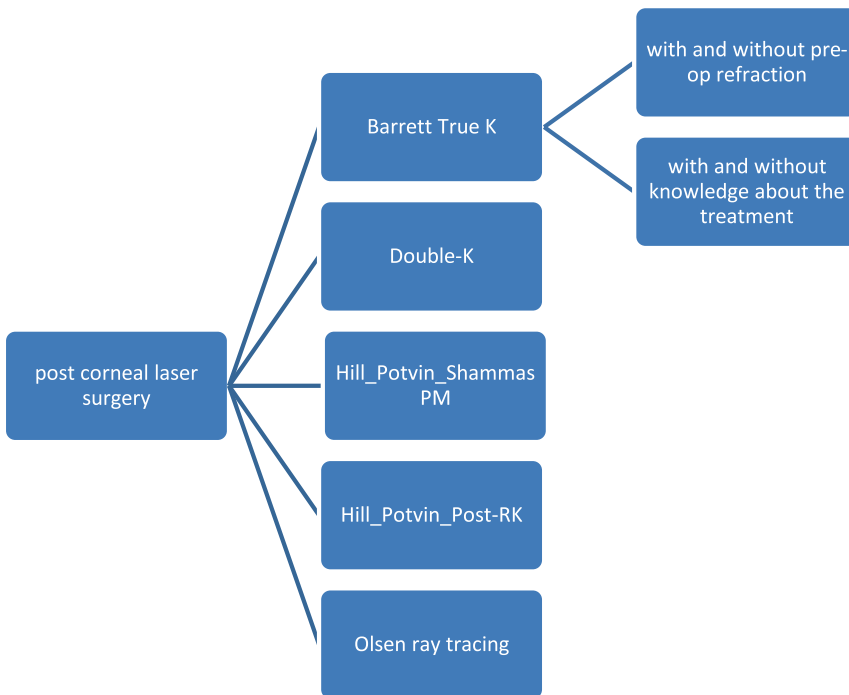 with and without pre-
op refraction
Barrett True K
with and without
knowledge about the
treatment
Double-K
post corneal laser
surgery
Hill_Potvin_Shammas
PM
Hill_Potvin_Post-RK
Olsen ray tracing